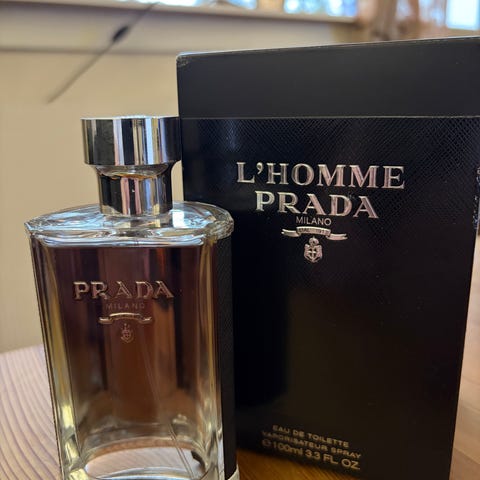 PRADA
MILANO
L'HOMME
PRADA
MILANO
EAU DE TOILETTE
VAPORISATEUR SPRAY
℮100ml 3.3 FL OZ